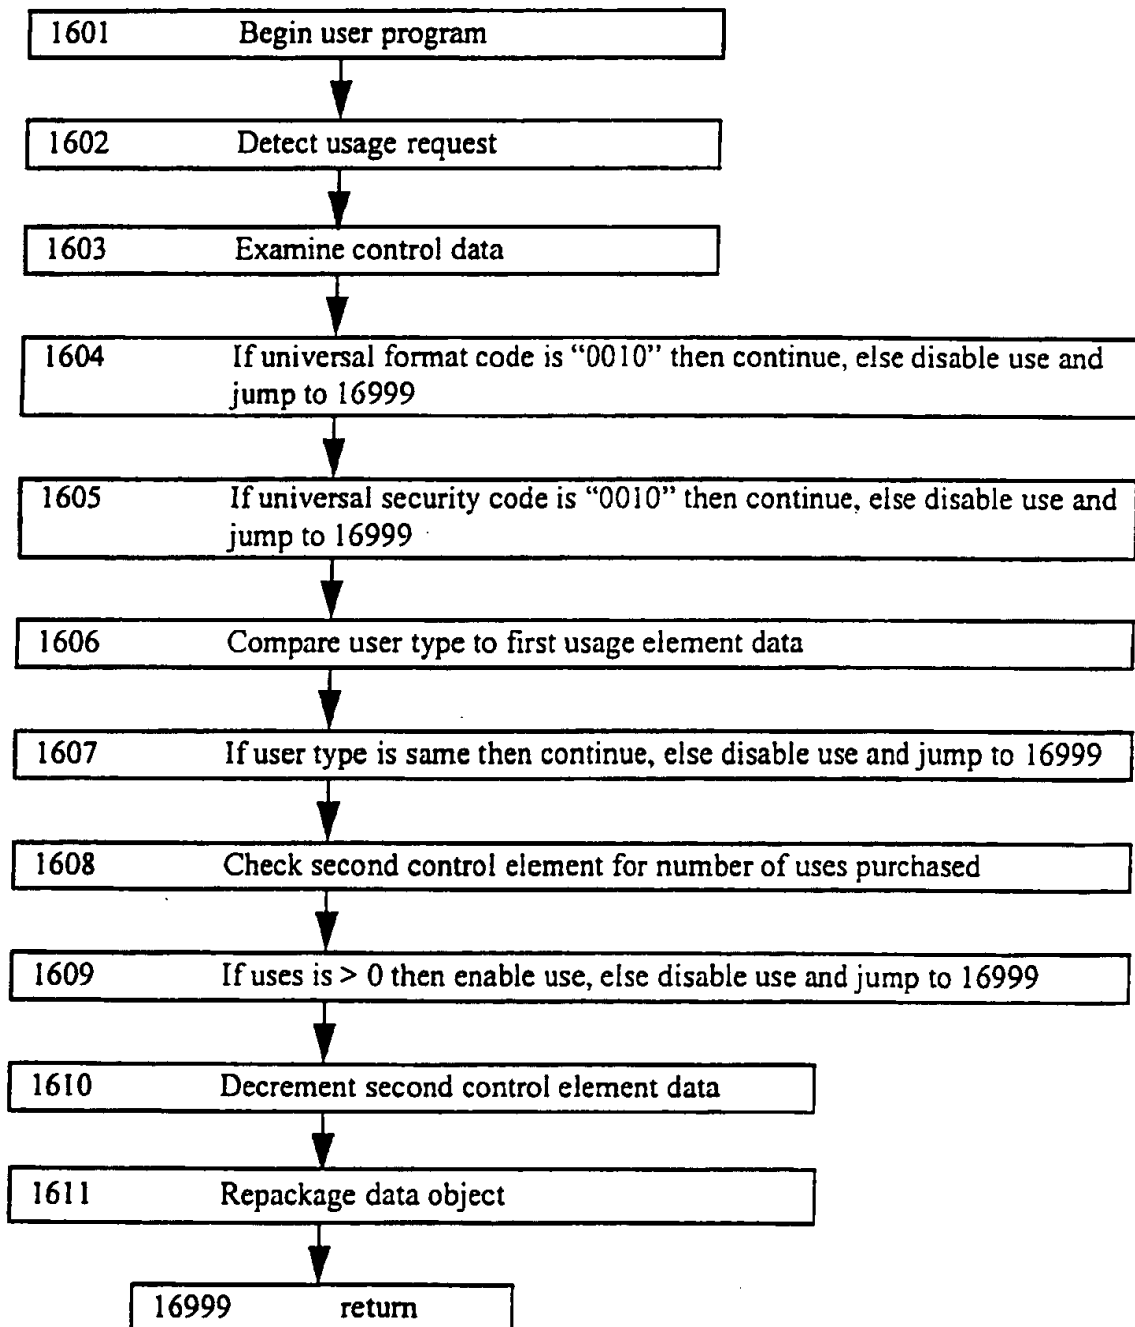 1601 Begin user program
1602 Detect usage request
1603 Examine control data
1604 If universal format code is “0010” then continue, else disable use and
jump to 16999
1605 If universal security code is “0010” then continue, else disable use and
jump to 16999
1606 Compare user type to first usage element data
1607 If user type is same then continue, else disable use and jump to 16999
1608 Check second control element for number of uses purchased
1609 If uses is > 0 then enable use, else disable use and jump to 16999
1610 Decrement second control element data
1611 Repackage data object
16999 return